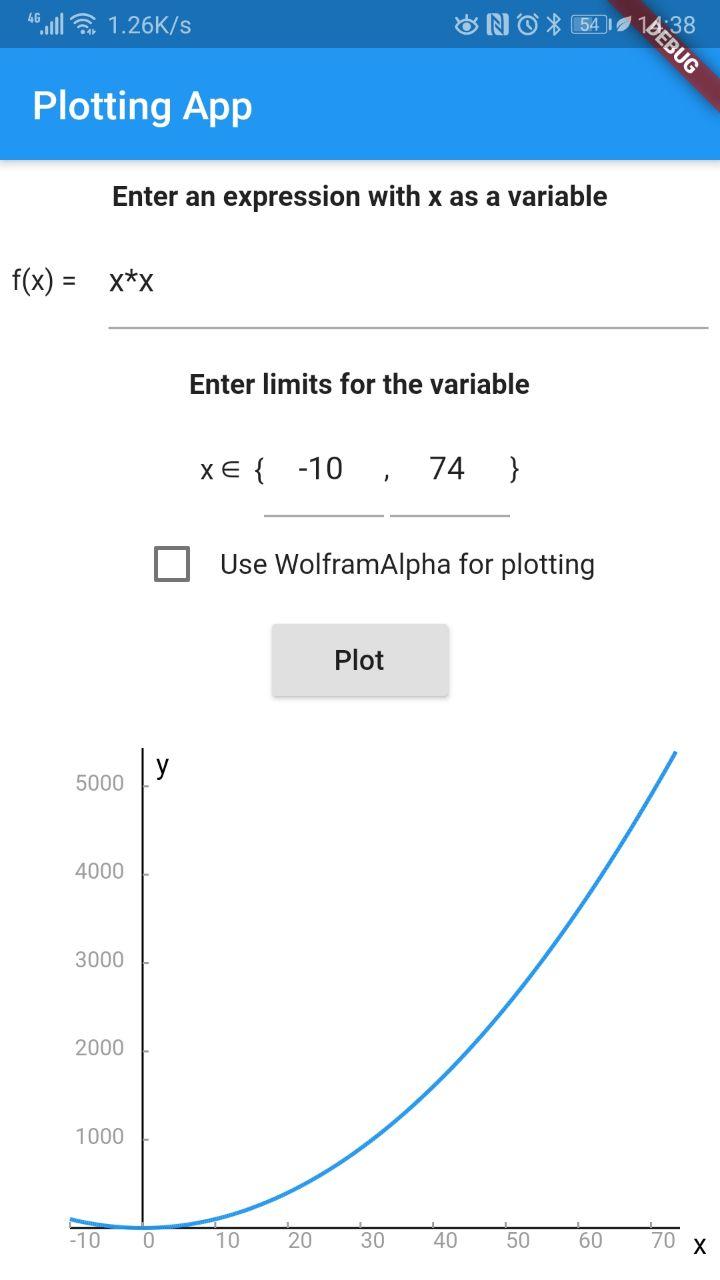 4G 1.26K/s 54 14:38
DEBUG
Plotting App
Enter an expression with x as a variable
f(x) = x*x
Enter limits for the variable
x ∈ { -10 , 74 }
Use WolframAlpha for plotting
Plot
y
5000
4000
3000
2000
1000
-10 0 10 20 30 40 50 60 70 x